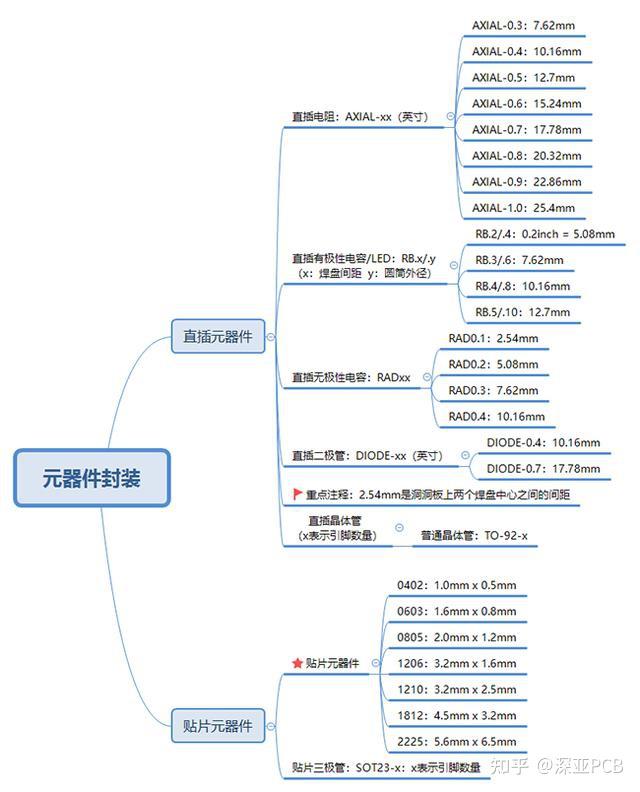 元器件封装
直插元器件
直插电阻：AXIAL-xx（英寸）
AXIAL-0.3：7.62mm
AXIAL-0.4：10.16mm
AXIAL-0.5：12.7mm
AXIAL-0.6：15.24mm
AXIAL-0.7：17.78mm
AXIAL-0.8：20.32mm
AXIAL-0.9：22.86mm
AXIAL-1.0：25.4mm
直插有极性电容/LED：RB.x/.y
（x：焊盘间距 y：圆筒外径）
RB.2/.4：0.2inch = 5.08mm
RB.3/.6：7.62mm
RB.4/.8：10.16mm
RB.5/.10：12.7mm
直插无极性电容：RADxx
RAD0.1：2.54mm
RAD0.2：5.08mm
RAD0.3：7.62mm
RAD0.4：10.16mm
直插二极管：DIODE-xx（英寸）
DIODE-0.4：10.16mm
DIODE-0.7：17.78mm
重点注释：2.54mm是洞洞板上两个焊盘中心之间的间距
直插晶体管
（x表示引脚数量）
普通晶体管：TO-92-x
贴片元器件
贴片元器件
0402：1.0mm x 0.5mm
0603：1.6mm x 0.8mm
0805：2.0mm x 1.2mm
1206：3.2mm x 1.6mm
1210：3.2mm x 2.5mm
1812：4.5mm x 3.2mm
2225：5.6mm x 6.5mm
贴片三极管：SOT23-x：x表示引脚数量
知乎 @深亚PCB